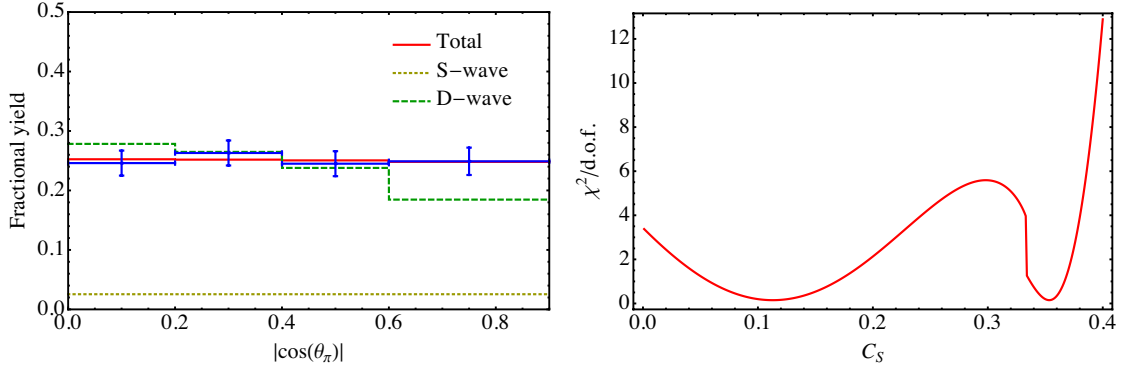 0.5
0.4
0.3
0.2
0.1
0.0
Fractional yield
Total
S−wave
D−wave
0.0 0.2 0.4 0.6 0.8
|cos(θπ)|
12
10
8
6
4
2
0
χ²/d.o.f.
0.0 0.1 0.2 0.3 0.4
C_S